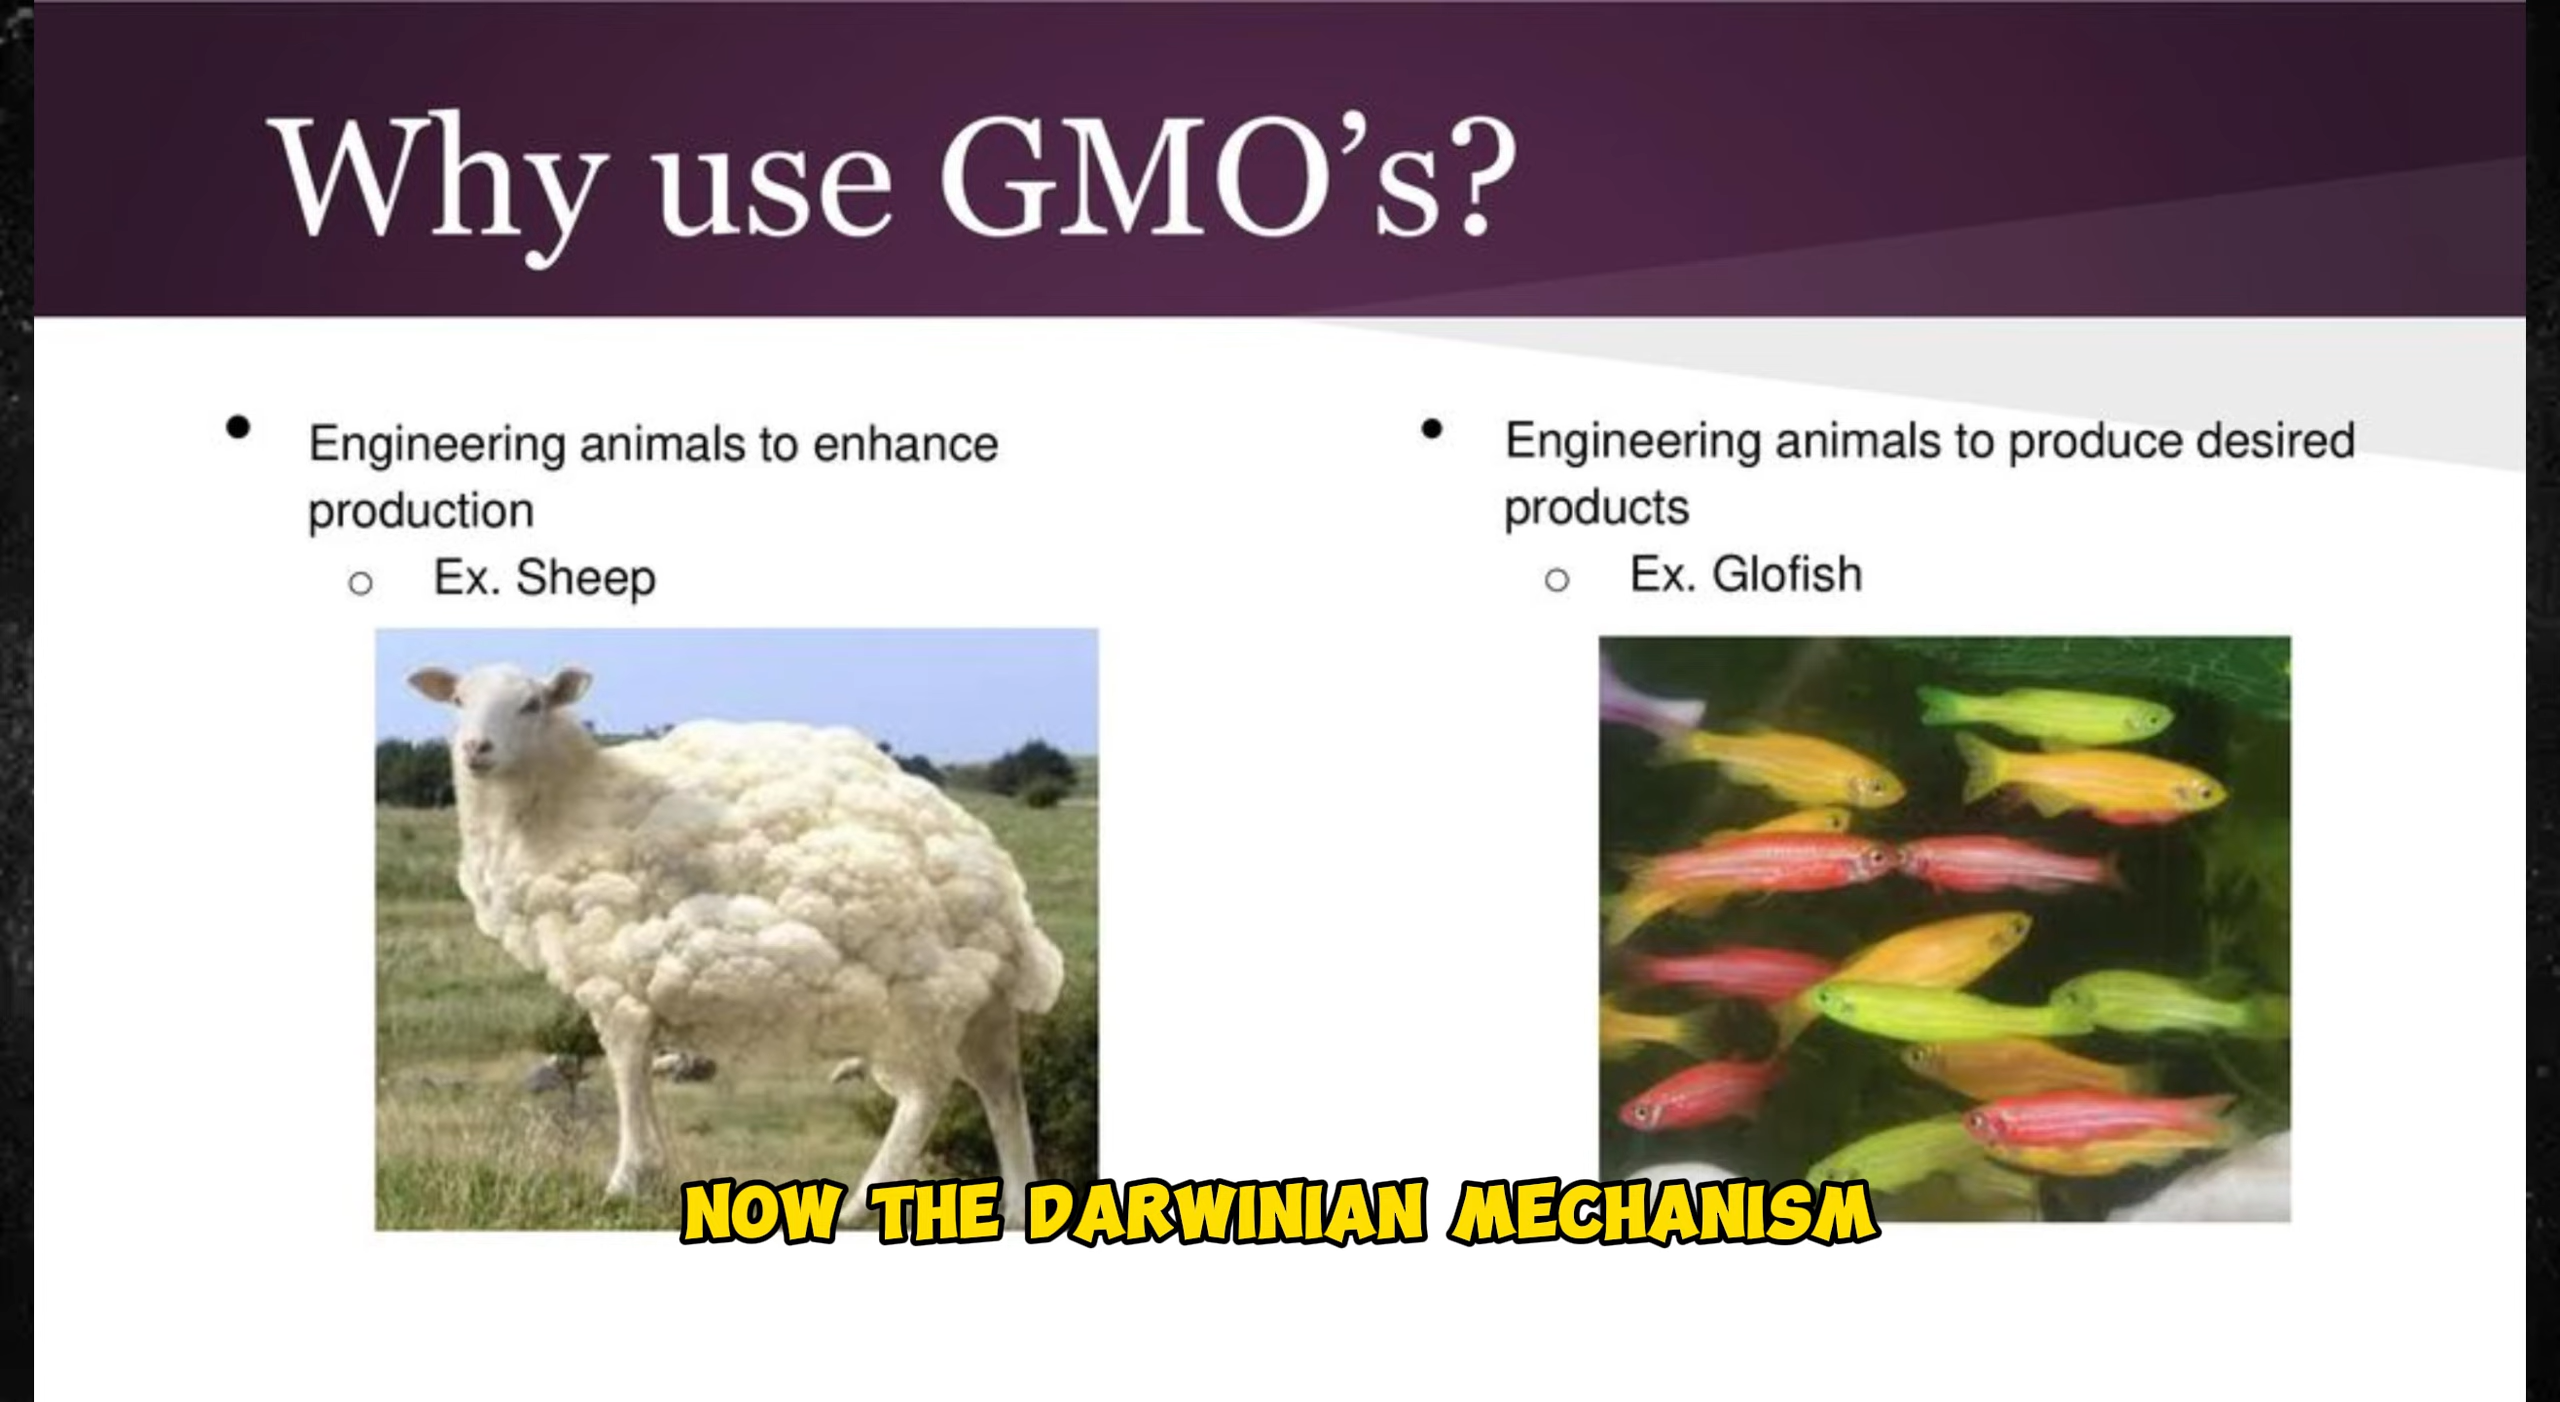 Why use GMO’s?
● Engineering animals to enhance
production
○ Ex. Sheep
● Engineering animals to produce desired
products
○ Ex. Glofish
NOW THE DARWINIAN MECHANISM